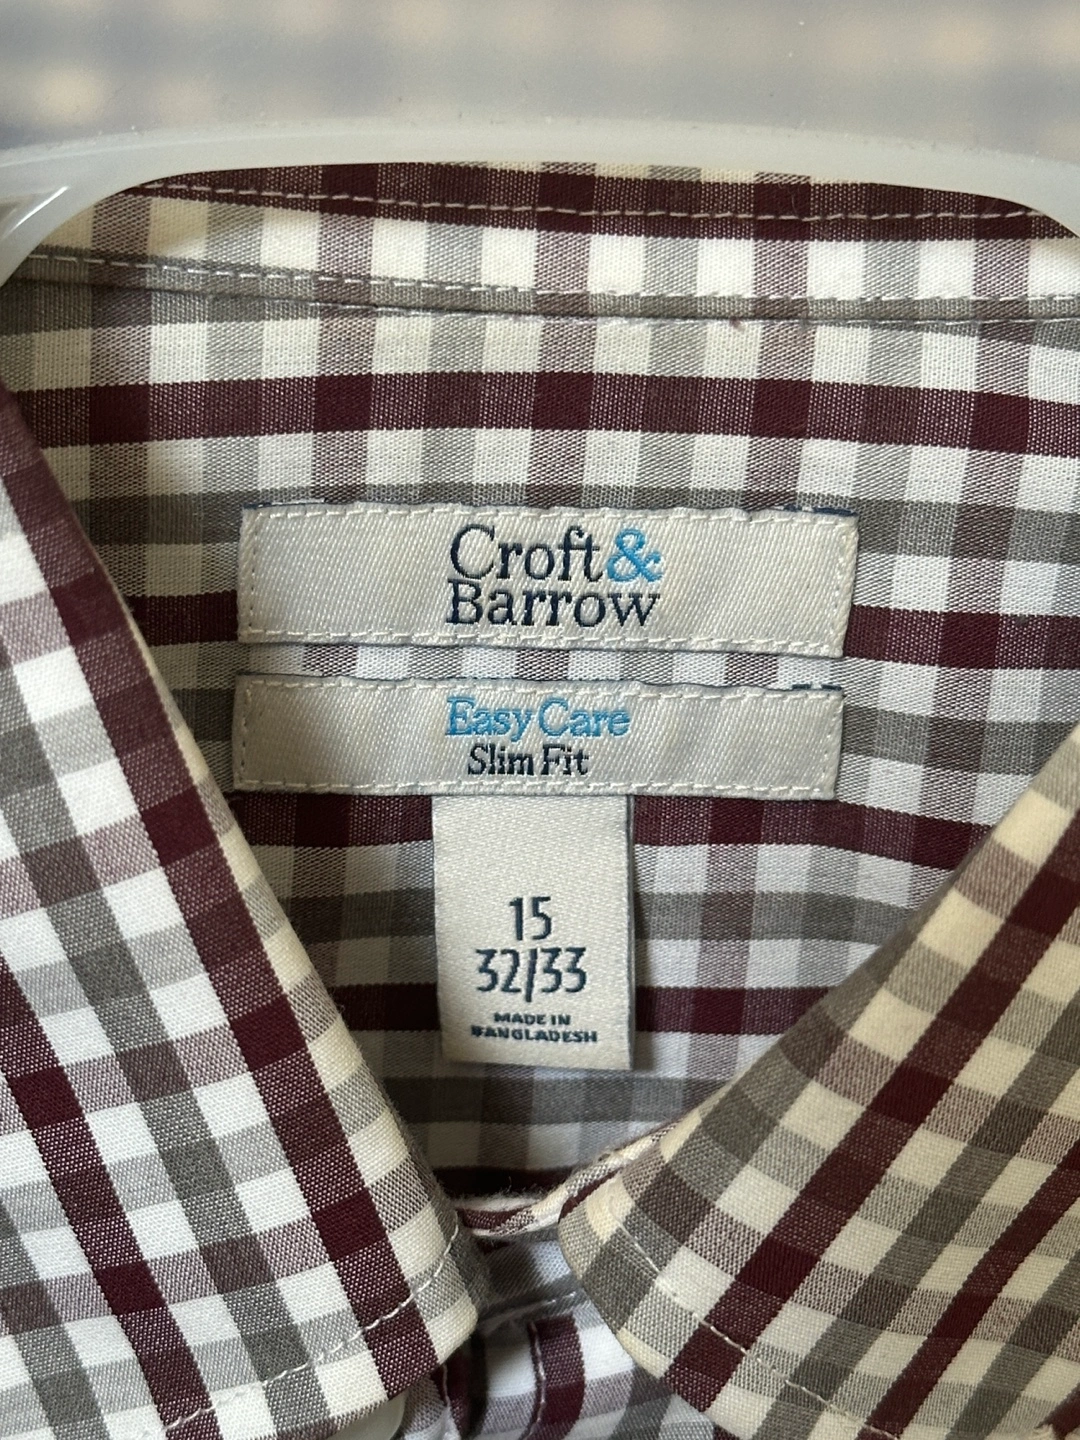 Croft&
Barrow
Easy Care
Slim Fit
15
32/33
MADE IN
BANGLADESH